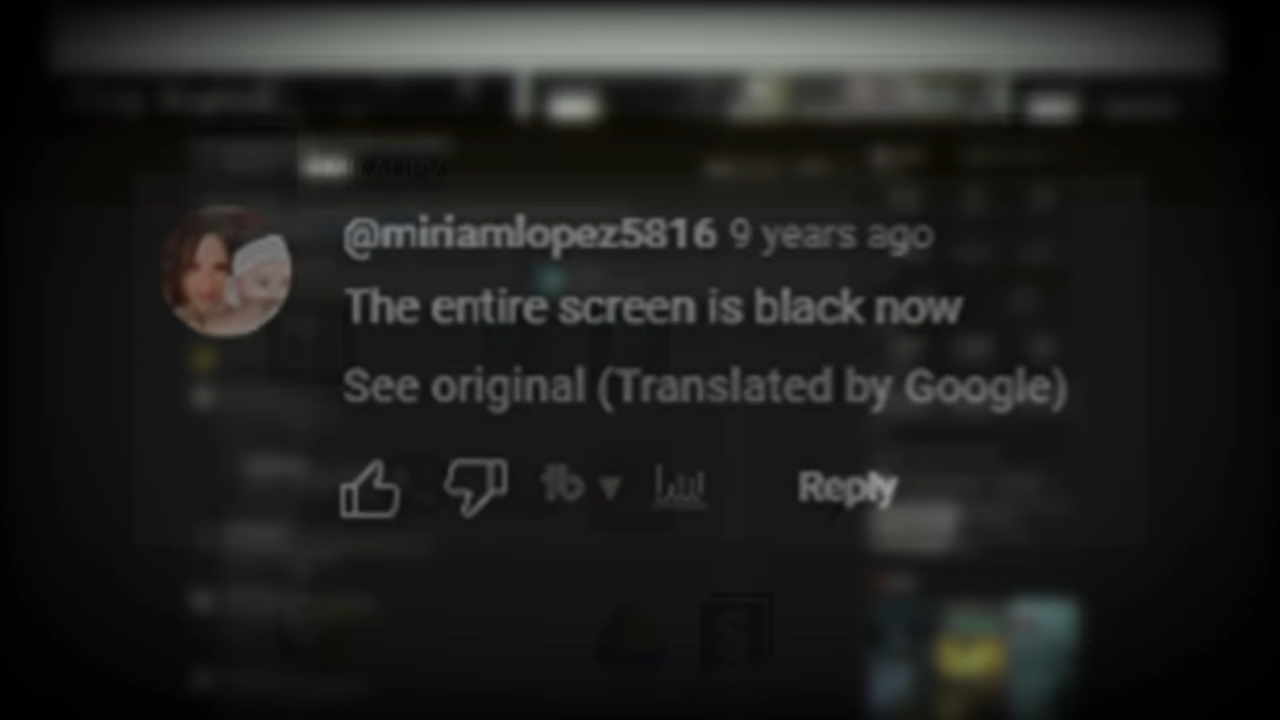 @miriamlopez5816 9 years ago
The entire screen is black now
See original (Translated by Google)
Reply